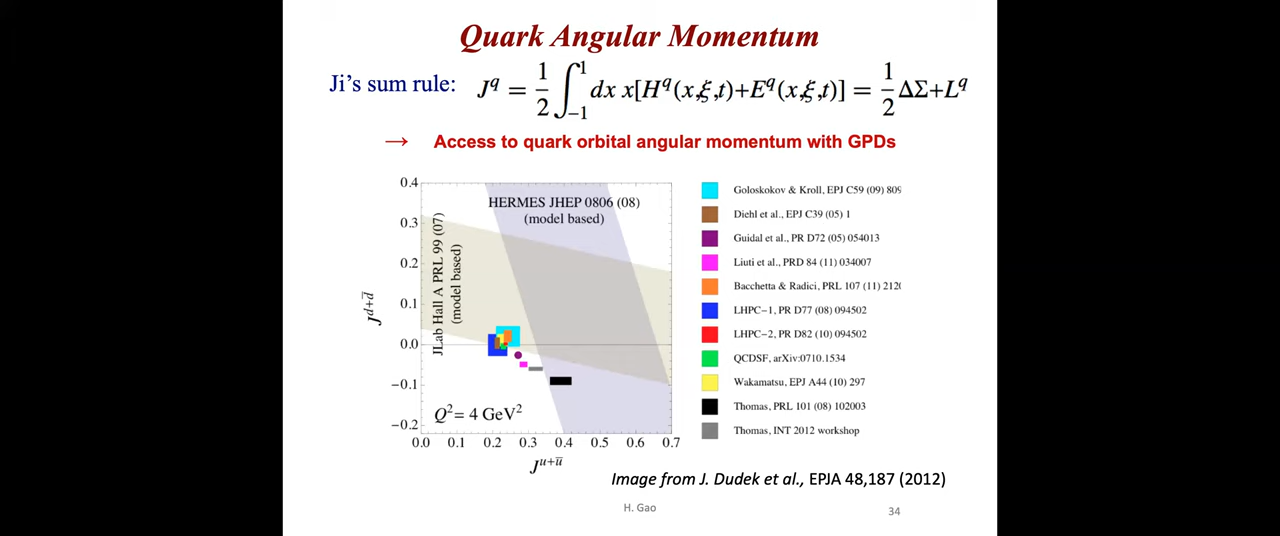 Quark Angular Momentum
Ji's sum rule: J^q = 1/2 ∫_{-1}^{1} dx x[H^q(x,ξ,t)+E^q(x,ξ,t)] = 1/2 ΔΣ+L^q
→ Access to quark orbital angular momentum with GPDs
0.4
0.3
0.2
0.1
0.0
−0.1
−0.2
J^{d+d̅}
JLab Hall A PRL 99 (07)
(model based)
HERMES JHEP 0806 (08)
(model based)
Q²= 4 GeV²
0.0 0.1 0.2 0.3 0.4 0.5 0.6 0.7
J^{u+u̅}
Goloskokov & Kroll, EPJ C59 (09) 809
Diehl et al., EPJ C39 (05) 1
Guidal et al., PR D72 (05) 054013
Liuti et al., PRD 84 (11) 034007
Bacchetta & Radici, PRL 107 (11) 2120
LHPC−1, PR D77 (08) 094502
LHPC−2, PR D82 (10) 094502
QCDSF, arXiv:0710.1534
Wakamatsu, EPJ A44 (10) 297
Thomas, PRL 101 (08) 102003
Thomas, INT 2012 workshop
Image from J. Dudek et al., EPJA 48,187 (2012)
H. Gao
34